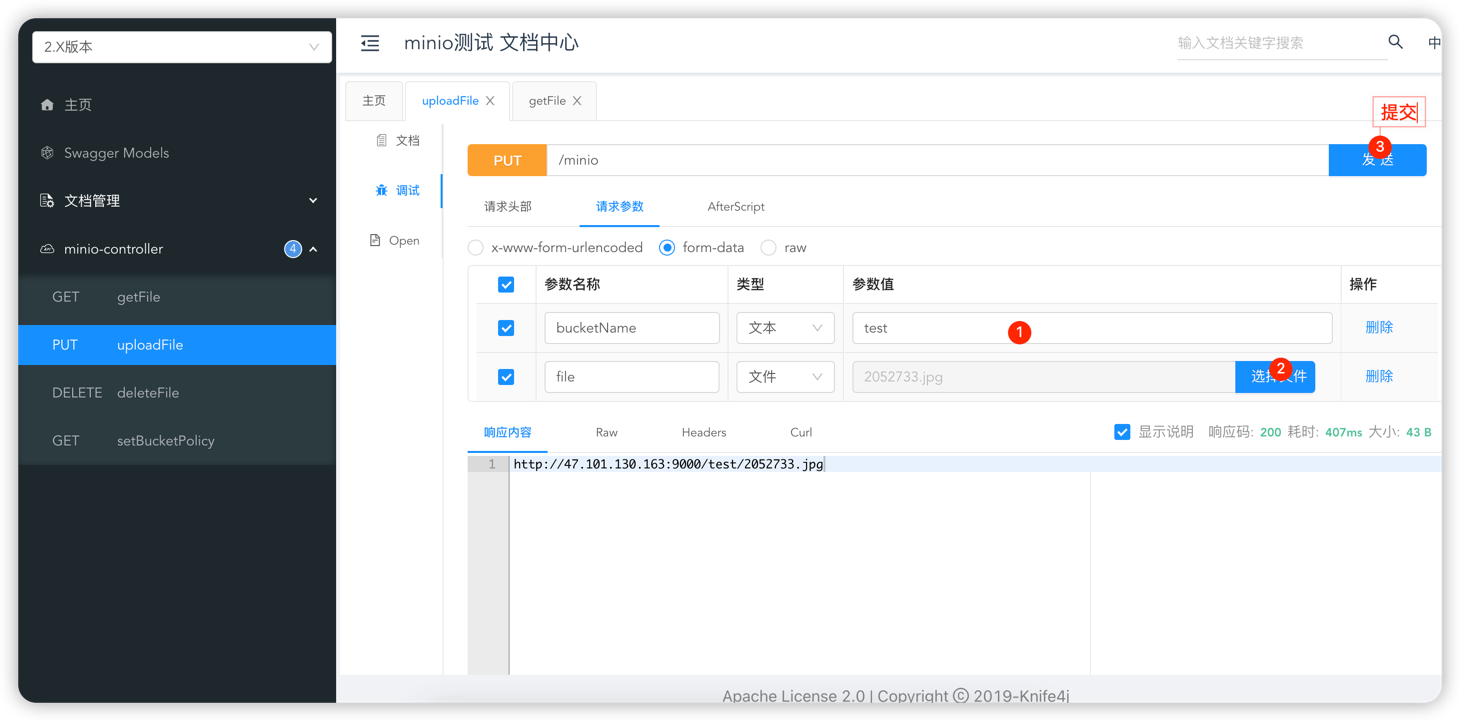 2.X版本
minio测试 文档中心
输入文档关键字搜索
中
主页
Swagger Models
文档管理
minio-controller
4
GET getFile
PUT uploadFile
DELETE deleteFile
GET setBucketPolicy
主页
uploadFile
getFile
提交
文档
调试
Open
PUT
/minio
3
发 送
请求头部
请求参数
AfterScript
x-www-form-urlencoded
form-data
raw
参数名称
类型
参数值
操作
bucketName
文本
test
1
删除
file
文件
2052733.jpg
选择文件
2
删除
响应内容
Raw
Headers
Curl
显示说明
响应码: 200 耗时: 407ms 大小: 43 B
1
http://47.101.130.163:9000/test/2052733.jpg
Apache License 2.0 | Copyright © 2019-Knife4j